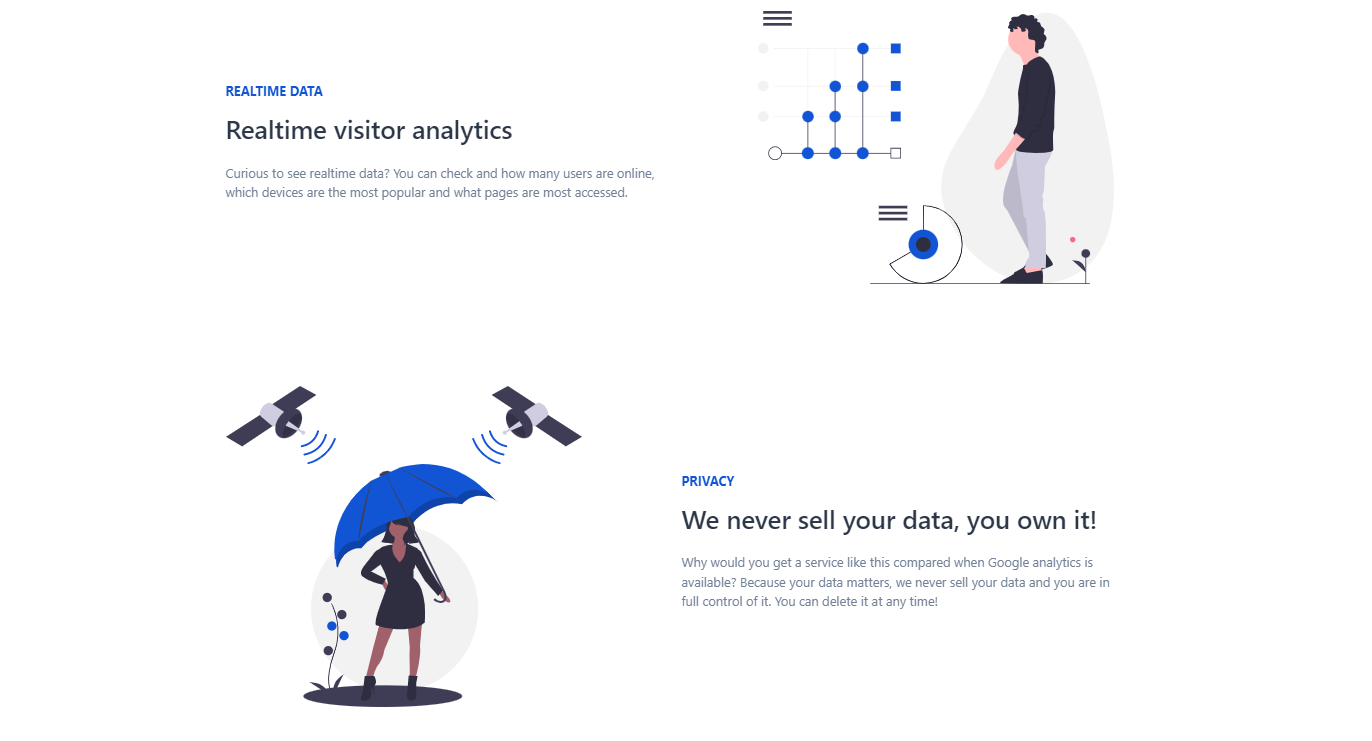 REALTIME DATA
Realtime visitor analytics
Curious to see realtime data? You can check and how many users are online,
which devices are the most popular and what pages are most accessed.
PRIVACY
We never sell your data, you own it!
Why would you get a service like this compared when Google analytics is
available? Because your data matters, we never sell your data and you are in
full control of it. You can delete it at any time!